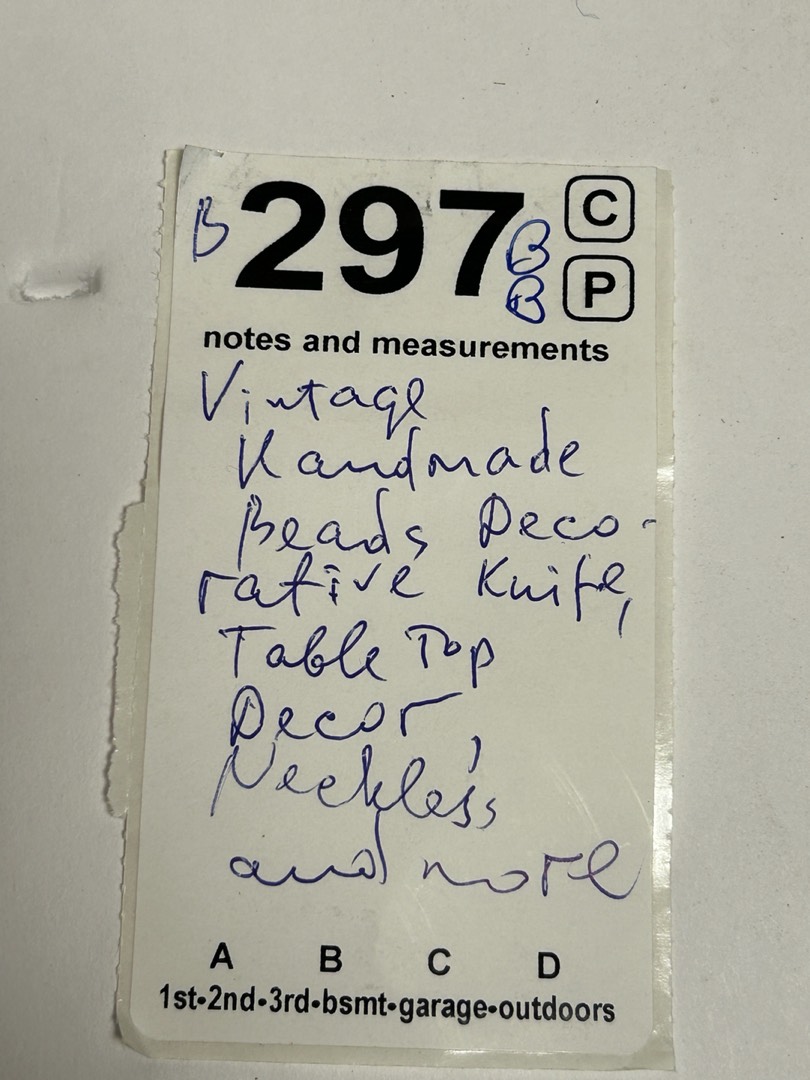 B 297 B C
B P
notes and measurements
Vintage
Handmade
Beads Deco-
rative Knife,
Table Top
Decor,
Neckless
and more
A B C D
1st•2nd•3rd•bsmt•garage•outdoors